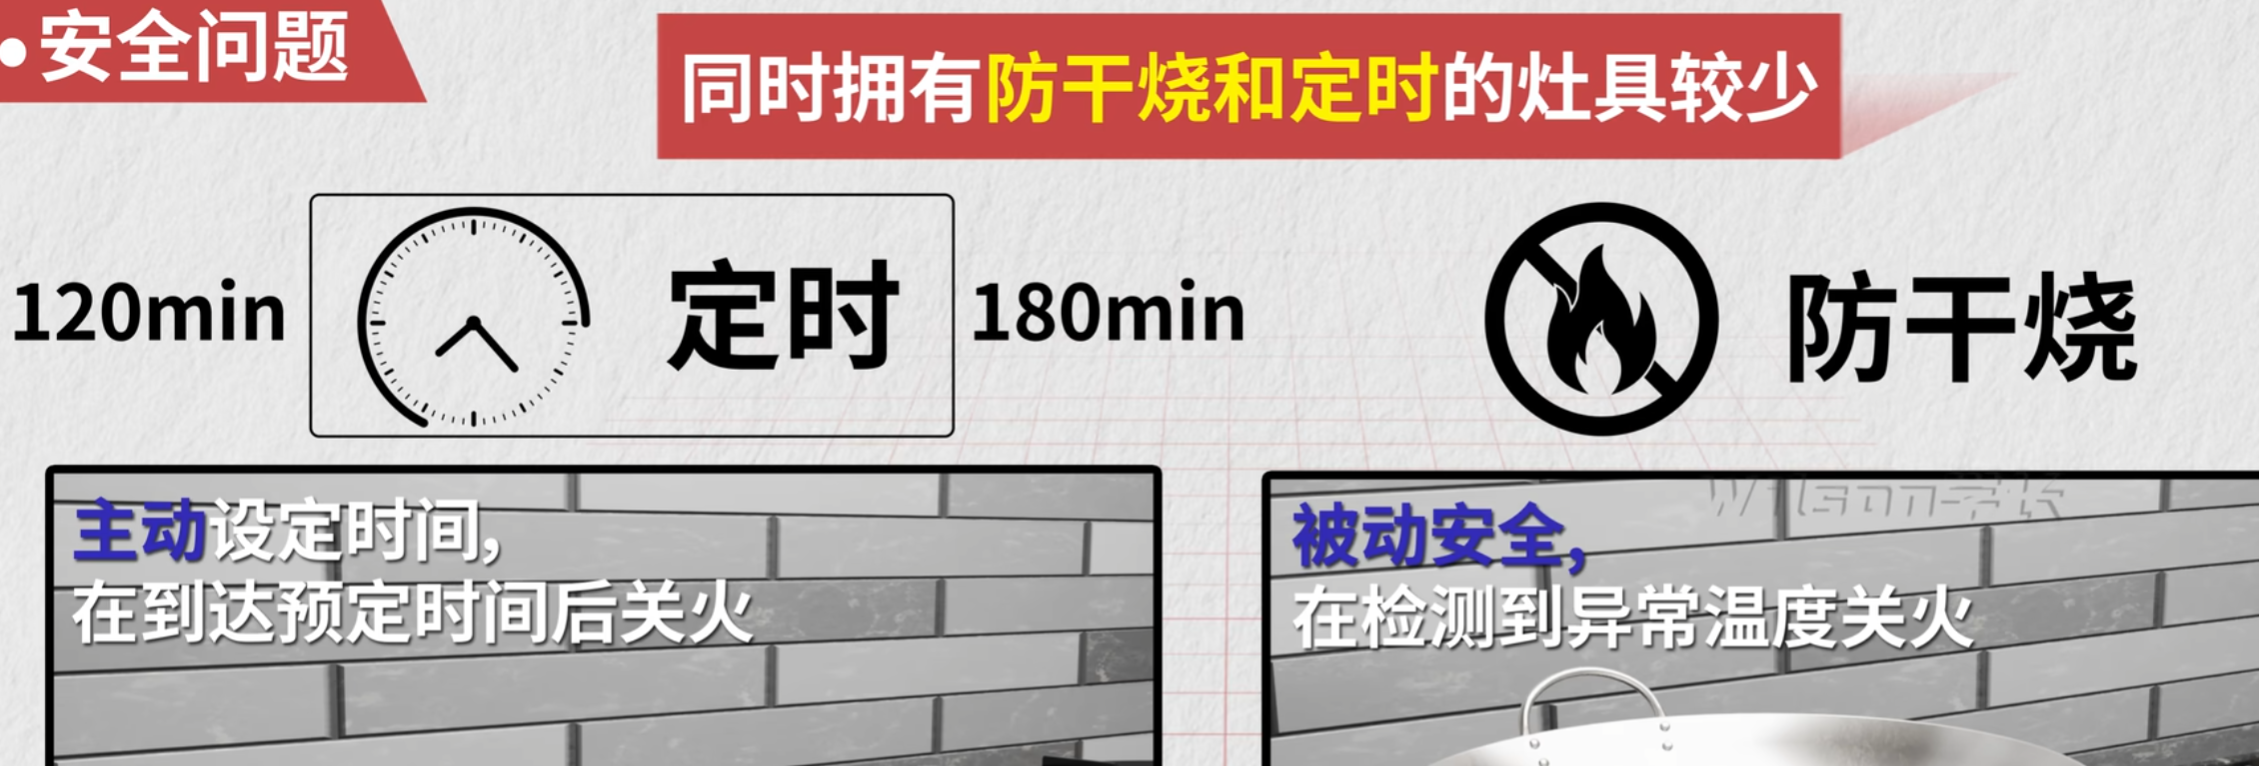 •安全问题
同时拥有防干烧和定时的灶具较少
120min
定时
180min
防干烧
主动设定时间,
在到达预定时间后关火
被动安全,
在检测到异常温度关火